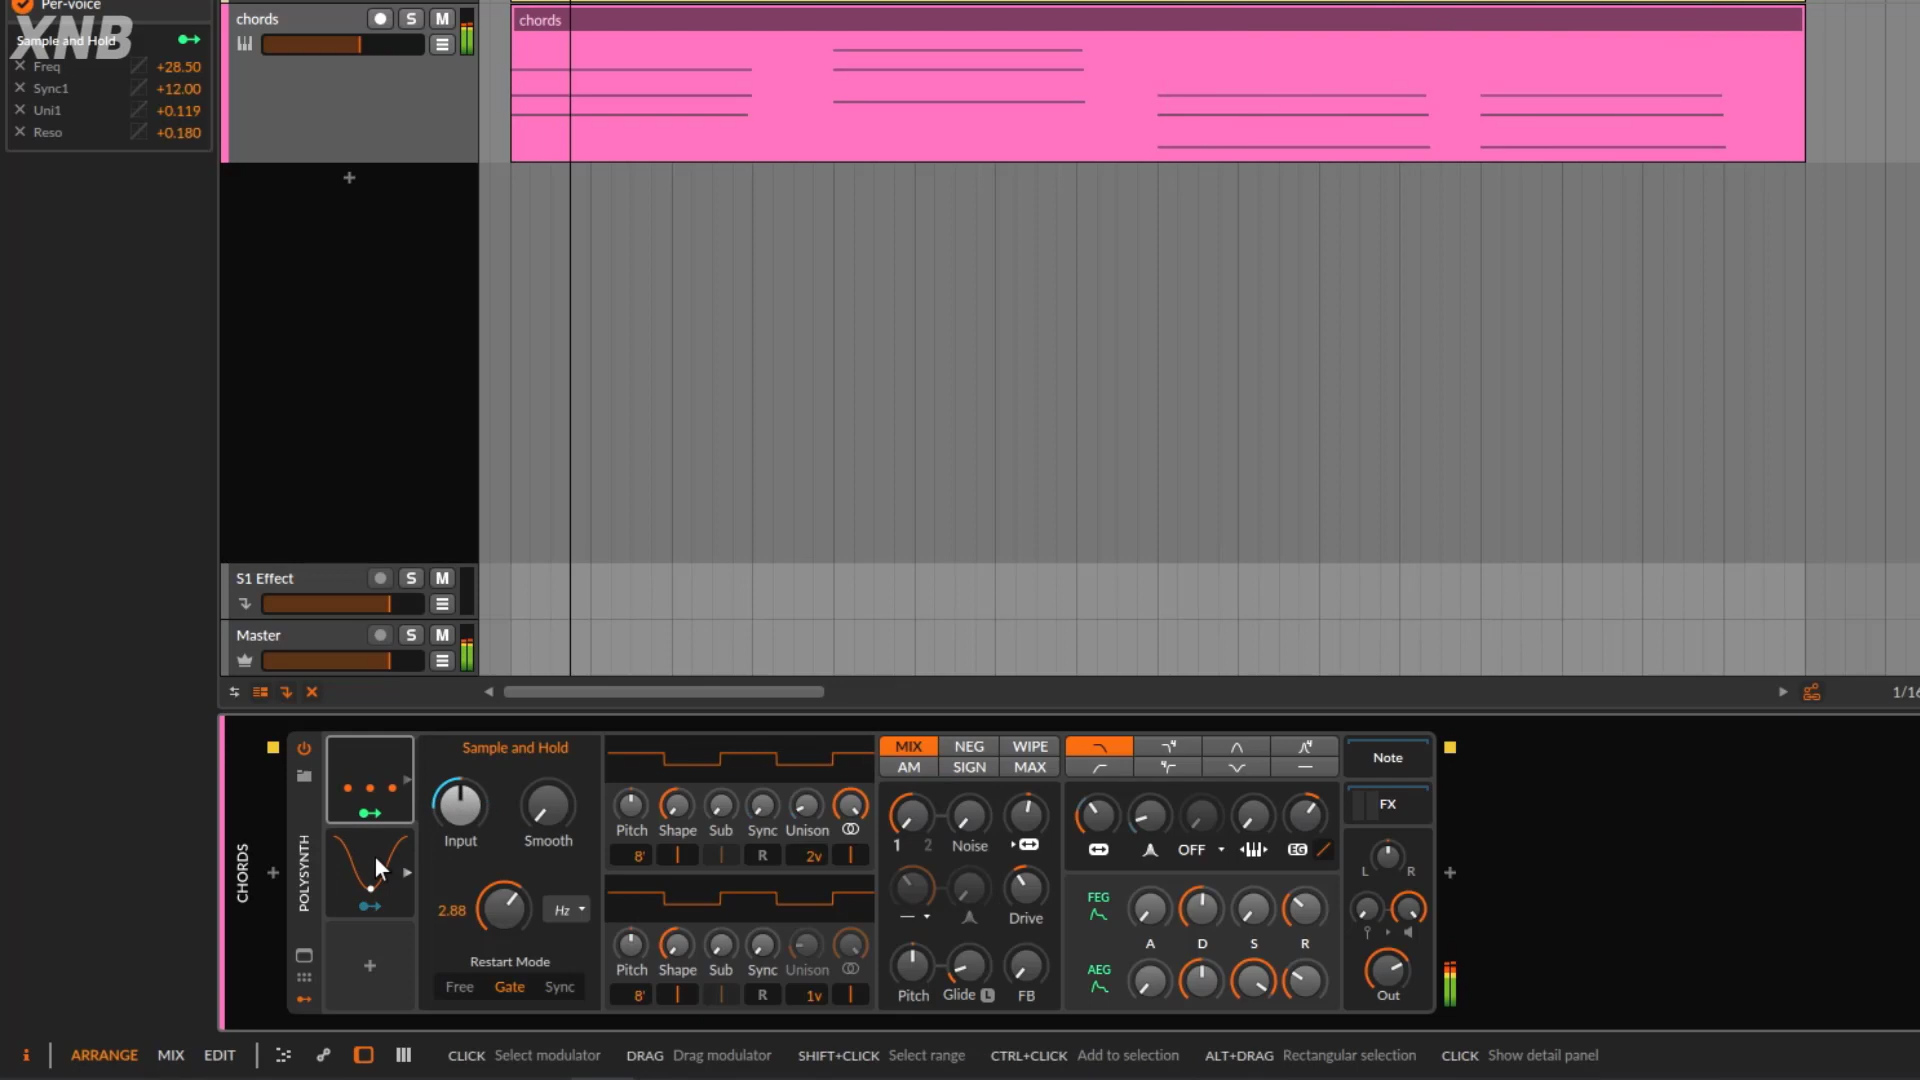 Per-voice
XNB
Sample and Hold
Freq +28.50
Sync1 +12.00
Uni1 +0.119
Reso +0.180
chords
S M
chords
+
S1 Effect
S M
Master
S M
1/16
CHORDS
POLYSYNTH
Sample and Hold
Input Smooth
2.88 Hz
Restart Mode
Free Gate Sync
Pitch Shape Sub Sync Unison
8' R 2v
Pitch Shape Sub Sync Unison
8' R 1v
MIX NEG WIPE
AM SIGN MAX
1 2 Noise
Drive
Pitch Glide L FB
OFF EG
FEG
A D S R
AEG
Note
FX
L R
Out
i ARRANGE MIX EDIT CLICK Select modulator DRAG Drag modulator SHIFT+CLICK Select range CTRL+CLICK Add to selection ALT+DRAG Rectangular selection CLICK Show detail panel